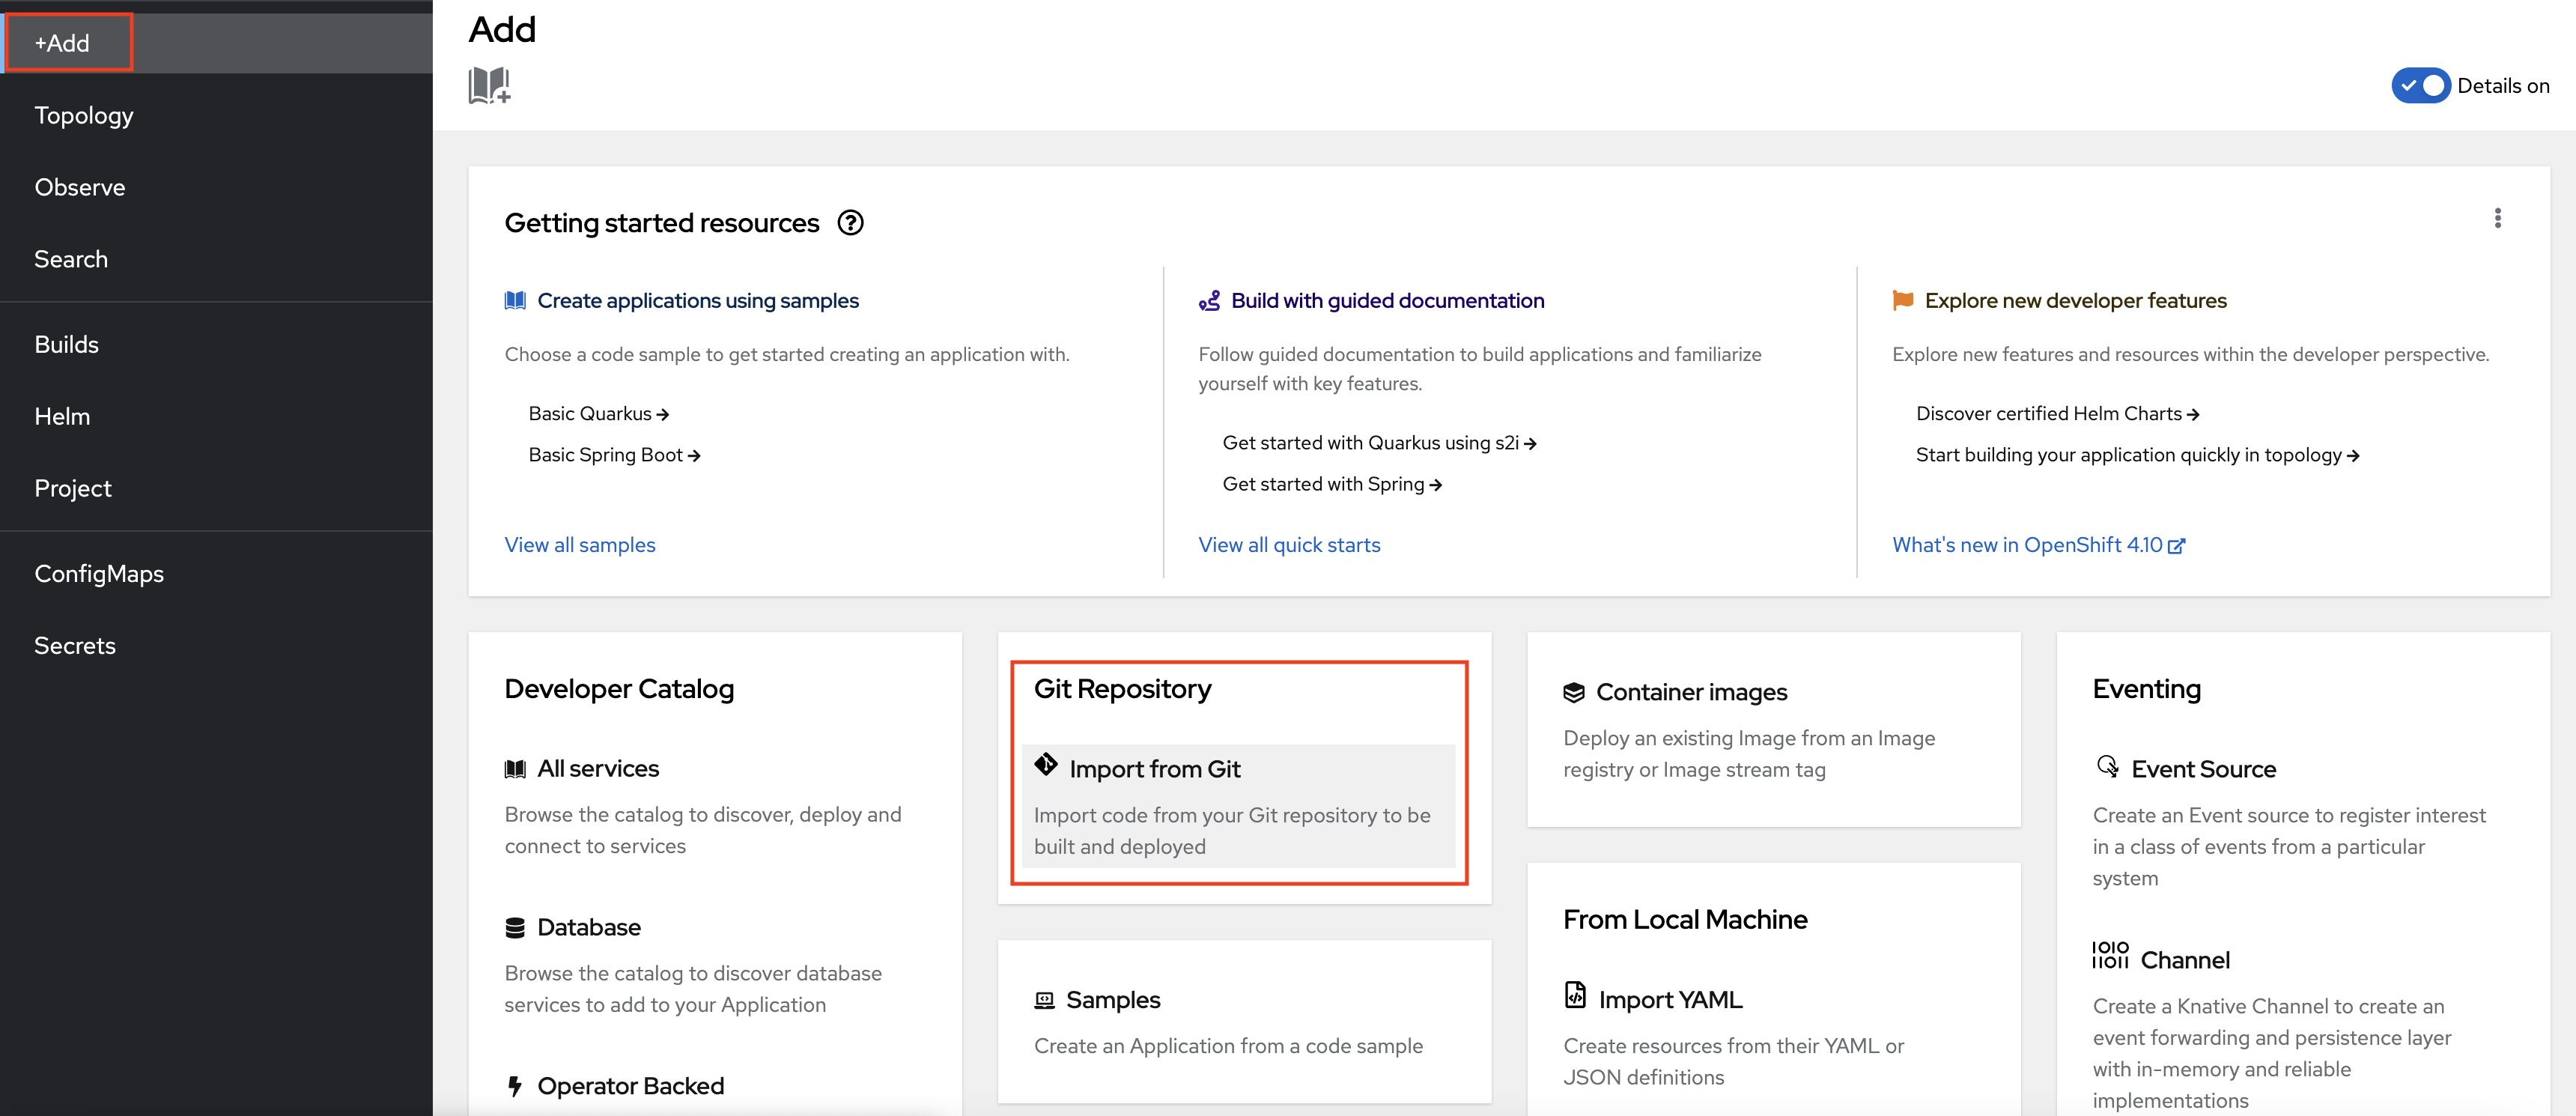 +Add
Topology
Observe
Search
Builds
Helm
Project
ConfigMaps
Secrets
Add
Details on
Getting started resources
Create applications using samples
Choose a code sample to get started creating an application with.
Basic Quarkus
Basic Spring Boot
View all samples
Build with guided documentation
Follow guided documentation to build applications and familiarize
yourself with key features.
Get started with Quarkus using s2i
Get started with Spring
View all quick starts
Explore new developer features
Explore new features and resources within the developer perspective.
Discover certified Helm Charts
Start building your application quickly in topology
What's new in OpenShift 4.10
Developer Catalog
All services
Browse the catalog to discover, deploy and
connect to services
Database
Browse the catalog to discover database
services to add to your Application
Operator Backed
Git Repository
Import from Git
Import code from your Git repository to be
built and deployed
Samples
Create an Application from a code sample
Container images
Deploy an existing Image from an Image
registry or Image stream tag
From Local Machine
Import YAML
Create resources from their YAML or
JSON definitions
Eventing
Event Source
Create an Event source to register interest
in a class of events from a particular
system
Channel
Create a Knative Channel to create an
event forwarding and persistence layer
with in-memory and reliable
implementations